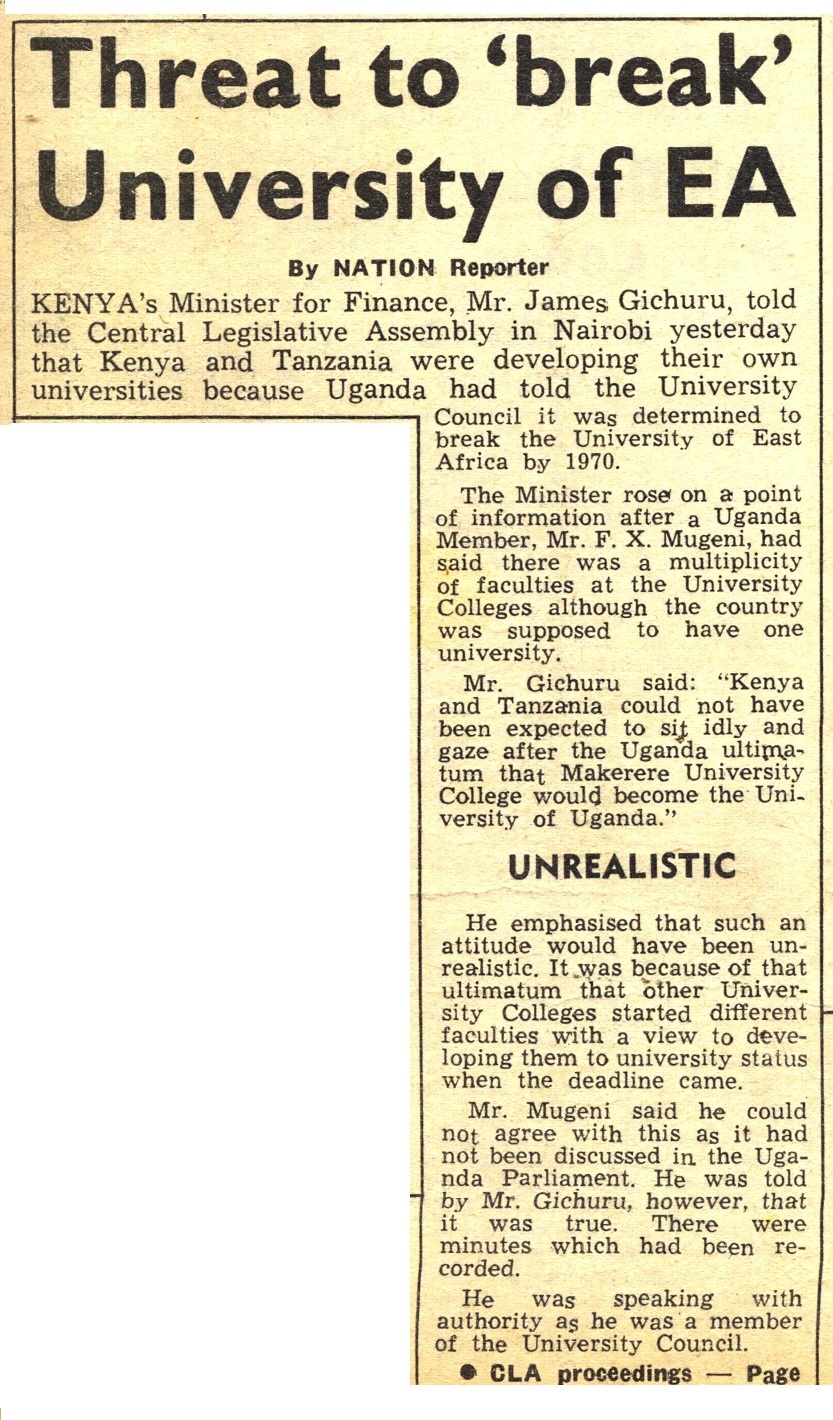 Threat to ‘break’
University of EA
By NATION Reporter
KENYA’s Minister for Finance, Mr. James Gichuru, told
the Central Legislative Assembly in Nairobi yesterday
that Kenya and Tanzania were developing their own
universities because Uganda had told the University
Council it was determined to
break the University of East
Africa by 1970.
The Minister rose on a point
of information after a Uganda
Member, Mr. F. X. Mugeni, had
said there was a multiplicity
of faculties at the University
Colleges although the country
was supposed to have one
university.
Mr. Gichuru said: “Kenya
and Tanzania could not have
been expected to sit idly and
gaze after the Uganda ultima-
tum that Makerere University
College would become the Uni-
versity of Uganda.”
UNREALISTIC
He emphasised that such an
attitude would have been un-
realistic. It was because of that
ultimatum that other Univer-
sity Colleges started different
faculties with a view to deve-
loping them to university status
when the deadline came.
Mr. Mugeni said he could
not agree with this as it had
not been discussed in the Uga-
nda Parliament. He was told
by Mr. Gichuru, however, that
it was true. There were
minutes which had been re-
corded.
He was speaking with
authority as he was a member
of the University Council.
● CLA proceedings — Page